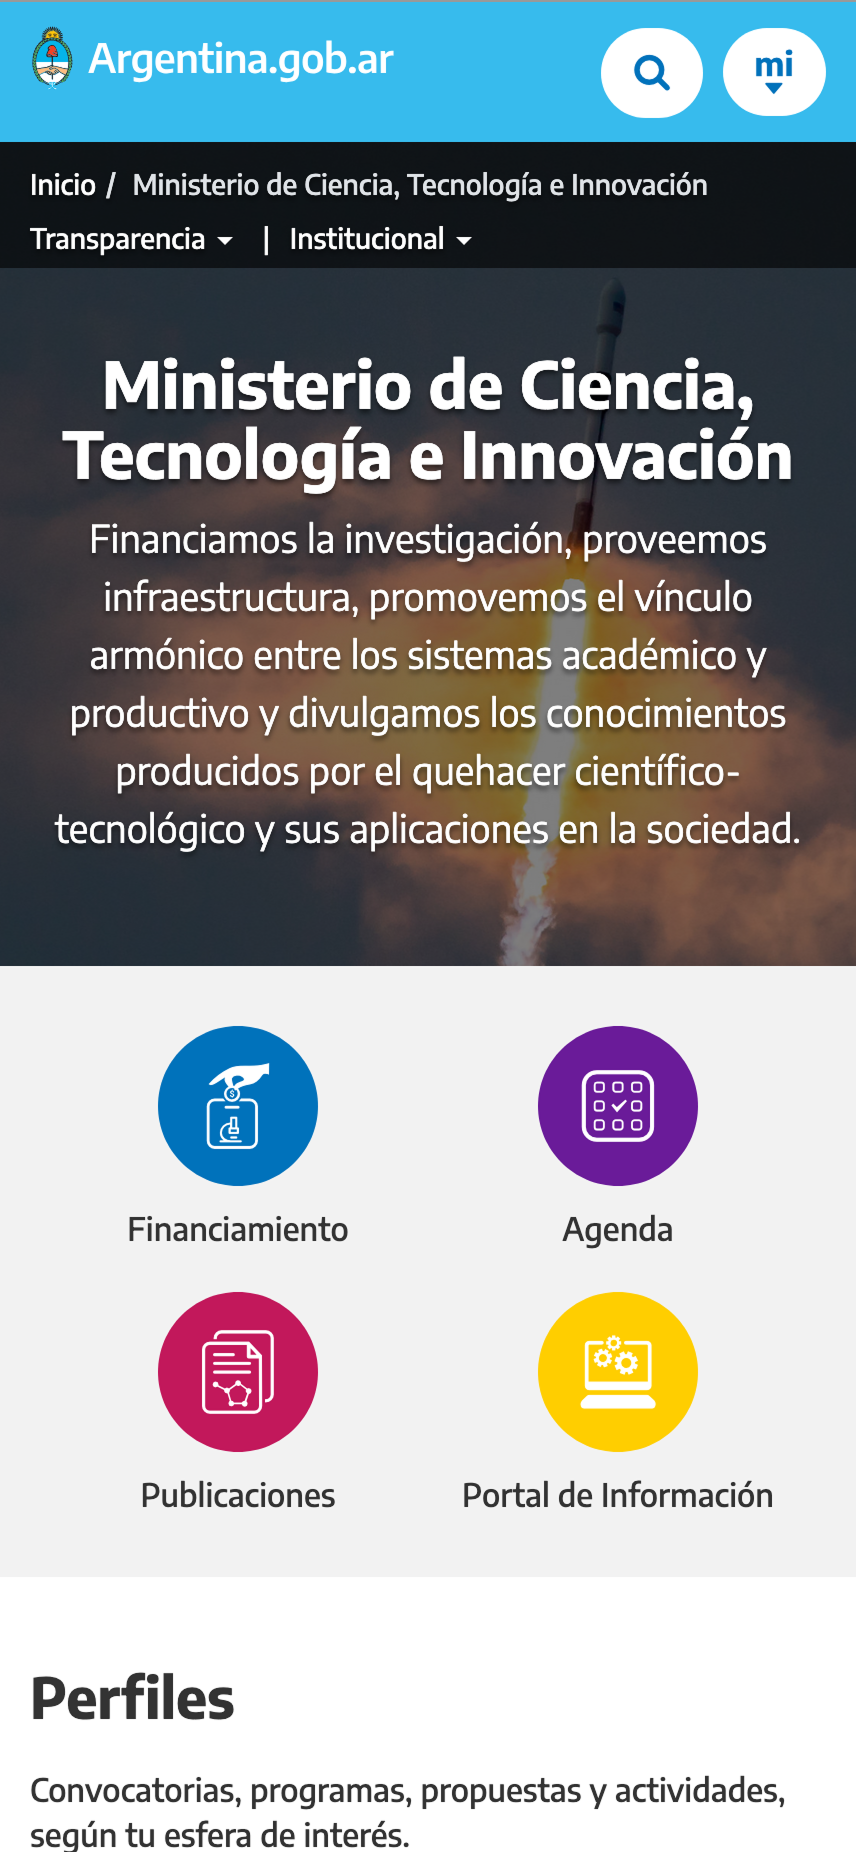 Argentina.gob.ar
mi
Inicio / Ministerio de Ciencia, Tecnología e Innovación
Transparencia | Institucional
Ministerio de Ciencia,
Tecnología e Innovación
Financiamos la investigación, proveemos
infraestructura, promovemos el vínculo
armónico entre los sistemas académico y
productivo y divulgamos los conocimientos
producidos por el quehacer científico-
tecnológico y sus aplicaciones en la sociedad.
$
Financiamiento
Agenda
Publicaciones
Portal de Información
Perfiles
Convocatorias, programas, propuestas y actividades,
según tu esfera de interés.